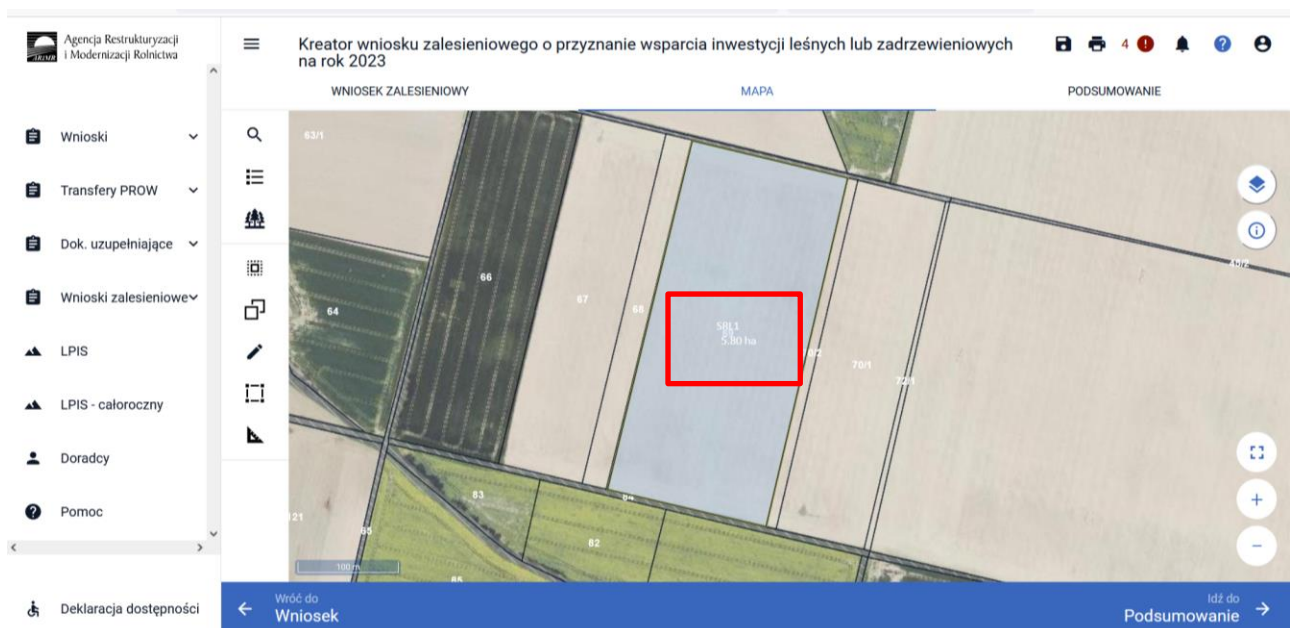 Agencja Restrukturyzacji
i Modernizacji Rolnictwa
ARiMR
Kreator wniosku zalesieniowego o przyznanie wsparcia inwestycji leśnych lub zadrzewieniowych
na rok 2023
4
WNIOSEK ZALESIENIOWY
MAPA
PODSUMOWANIE
Wnioski
Transfery PROW
Dok. uzupełniające
Wnioski zalesieniowe
LPIS
LPIS - całoroczny
Doradcy
Pomoc
Deklaracja dostępności
63/1
66
64
67
68
5.80 ha
70/1
72/1
45/2
83
82
65
100 m
Wróć do
Wniosek
Idź do
Podsumowanie